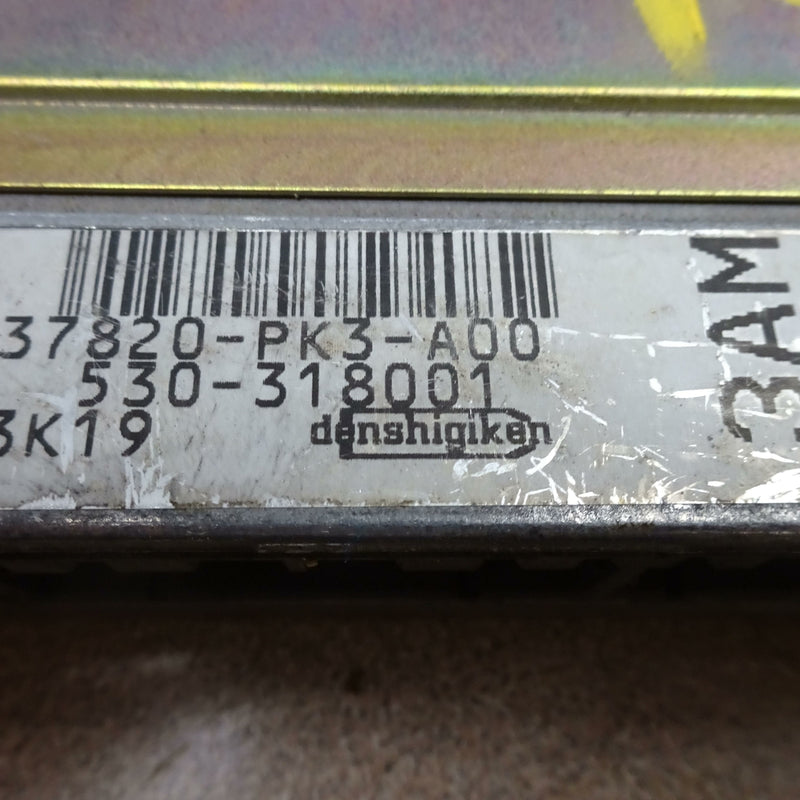 37820-PK3-A00
530-318001
3K19
denshigiken
3AM